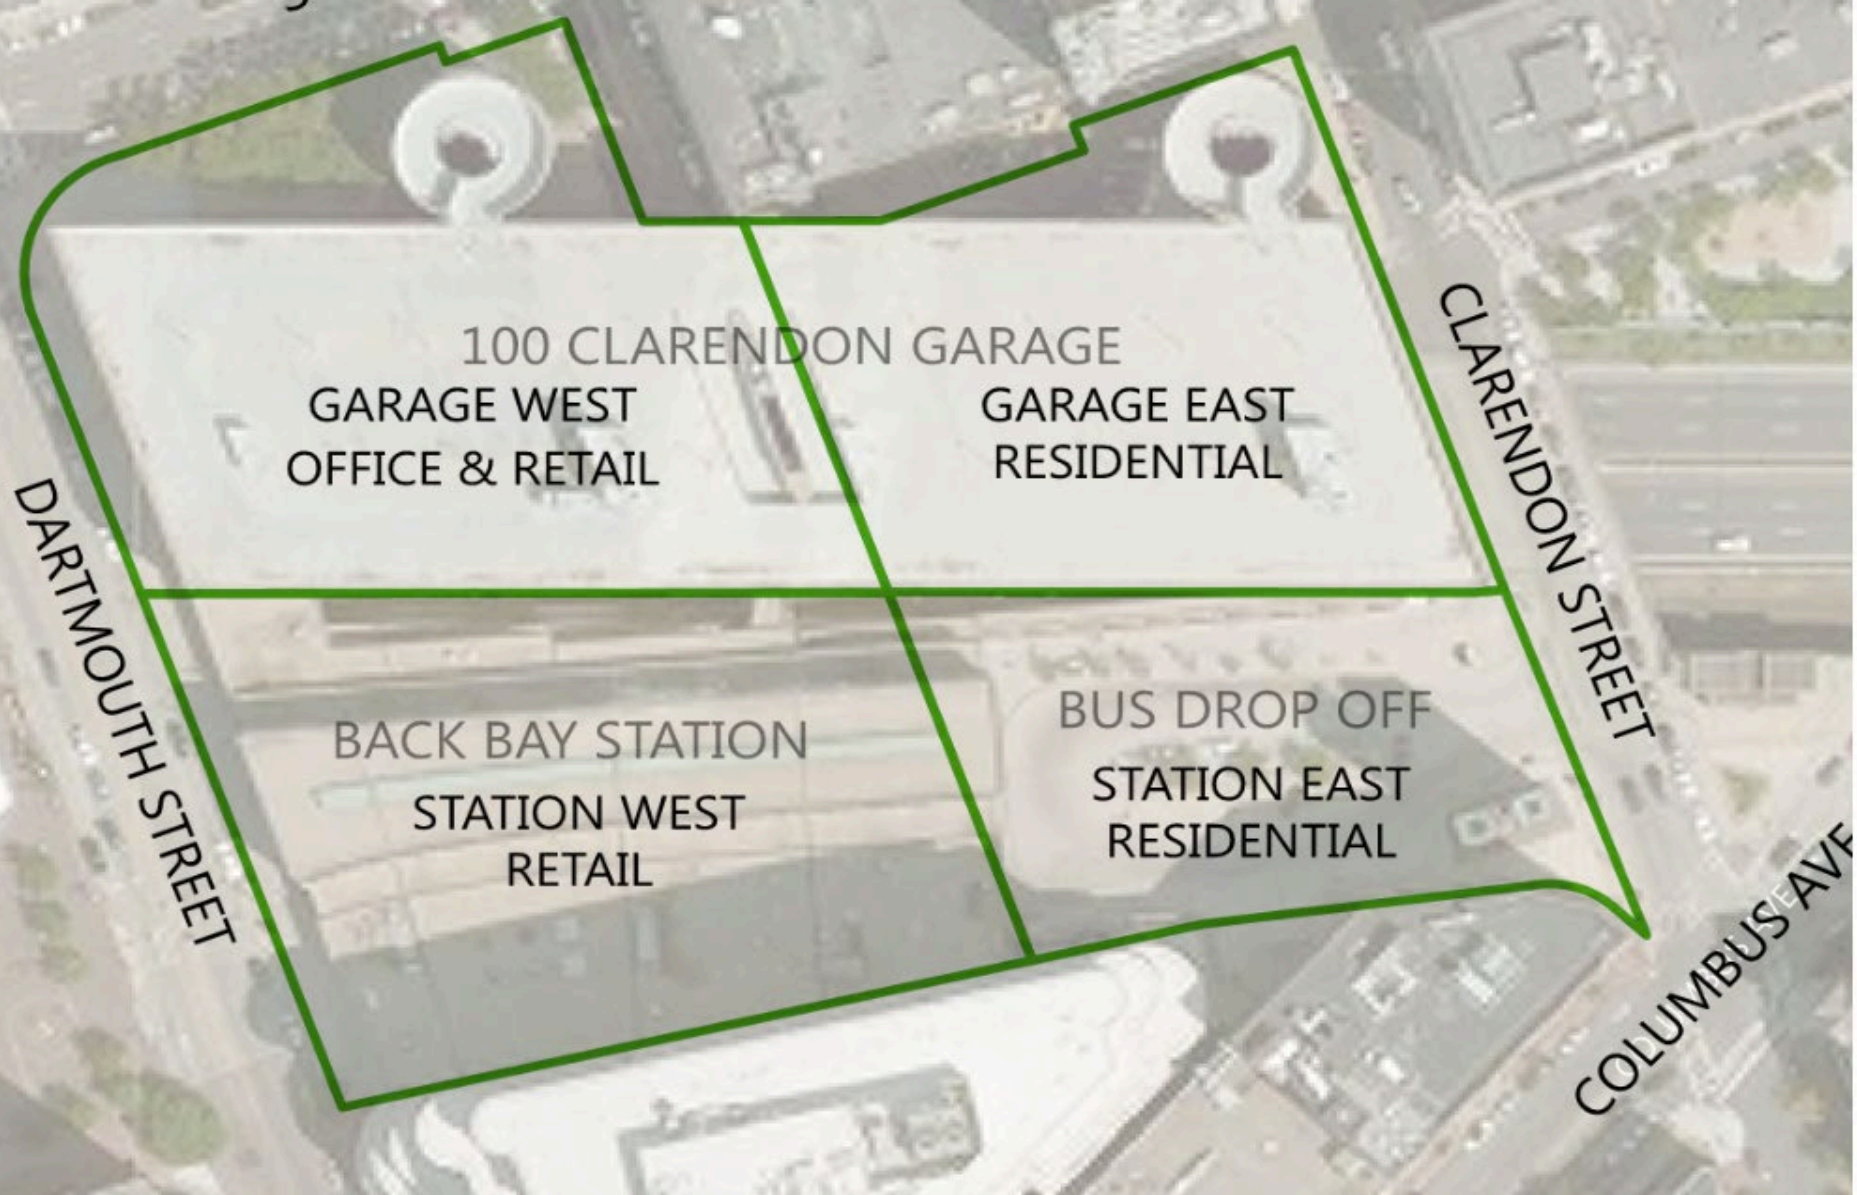 100 CLARENDON GARAGE
GARAGE WEST
OFFICE & RETAIL
GARAGE EAST
RESIDENTIAL
CLARENDON STREET
DARTMOUTH STREET
BACK BAY STATION
STATION WEST
RETAIL
BUS DROP OFF
STATION EAST
RESIDENTIAL
COLUMBUS AVE